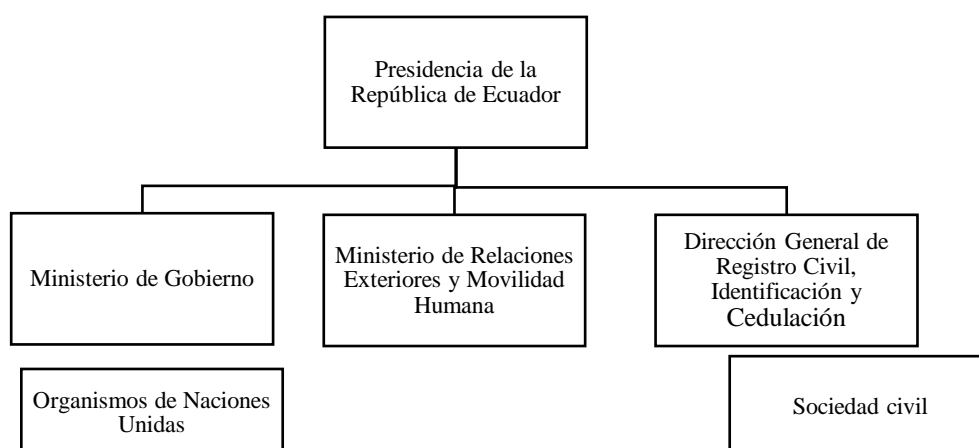 Presidencia de la
República de Ecuador
Ministerio de Gobierno
Ministerio de Relaciones
Exteriores y Movilidad
Humana
Dirección General de
Registro Civil,
Identificación y
Cedulación
Organismos de Naciones
Unidas
Sociedad civil